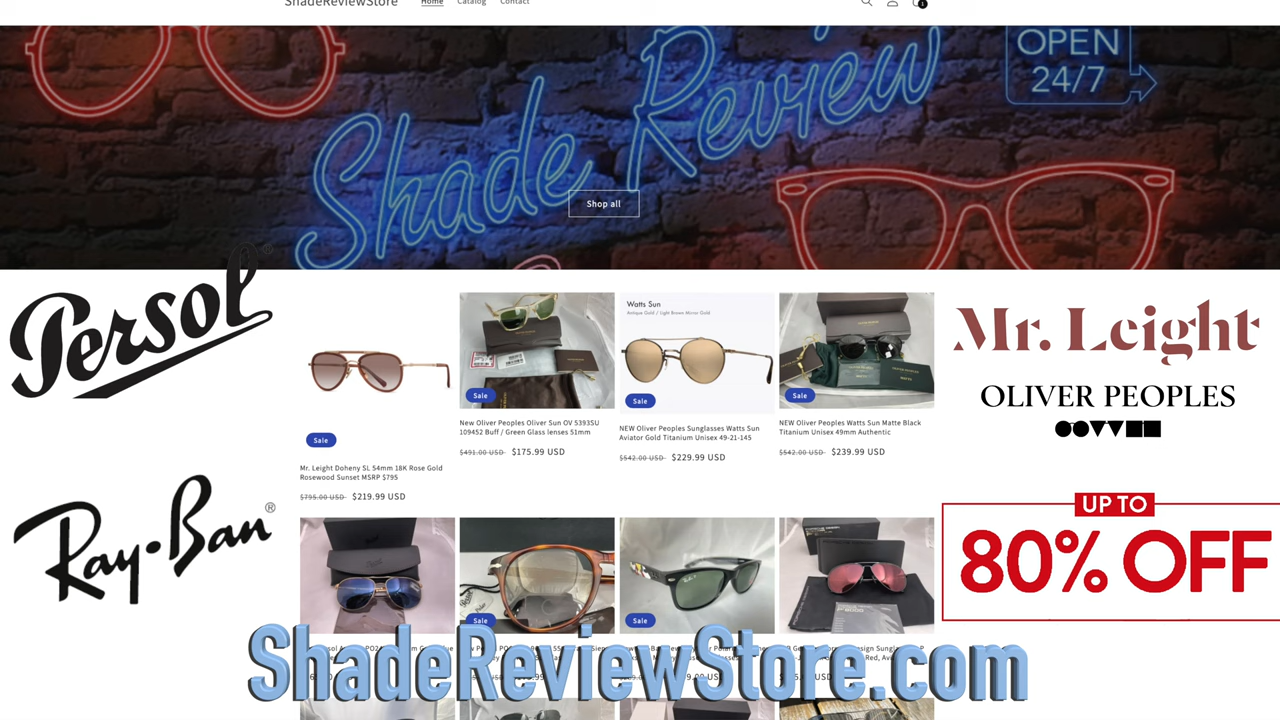 ShadeReviewStore
Home
Catalog
Contact
1
Shade Review
OPEN
24/7
Shop all
Persol
®
Mr. Leight
OLIVER PEOPLES
Ray-Ban
®
UP TO
80% OFF
Sale
Mr. Leight Doheny SL 54mm 18K Rose Gold
Rosewood Sunset MSRP $795
$795.00 USD $219.99 USD
Sale
New Oliver Peoples Oliver Sun OV 5393SU
109452 Buff / Green Glass lenses 51mm
$491.00 USD $175.99 USD
Watts Sun
Antique Gold / Light Brown Mirror Gold
Sale
NEW Oliver Peoples Sunglasses Watts Sun
Aviator Gold Titanium Unisex 49-21-145
$542.00 USD $229.99 USD
Sale
NEW Oliver Peoples Watts Sun Matte Black
Titanium Unisex 49mm Authentic
$542.00 USD $239.99 USD
Sale
Sale
ShadeReviewStore.com